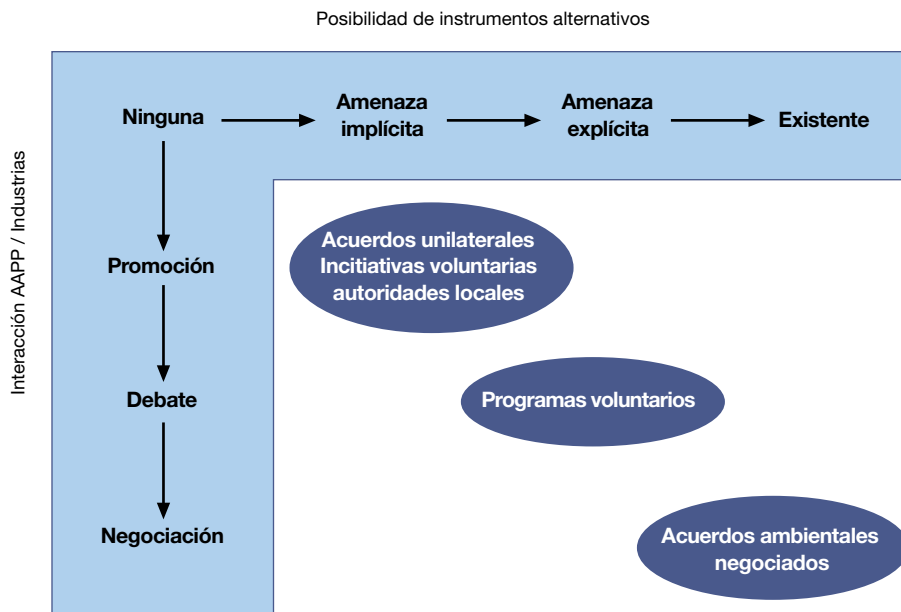 Posibilidad de instrumentos alternativos
Interacción AAPP / Industrias
Ninguna
Amenaza
implícita
Amenaza
explícita
Existente
Promoción
Acuerdos unilaterales
Incitiativas voluntarias
autoridades locales
Debate
Programas voluntarios
Negociación
Acuerdos ambientales
negociados